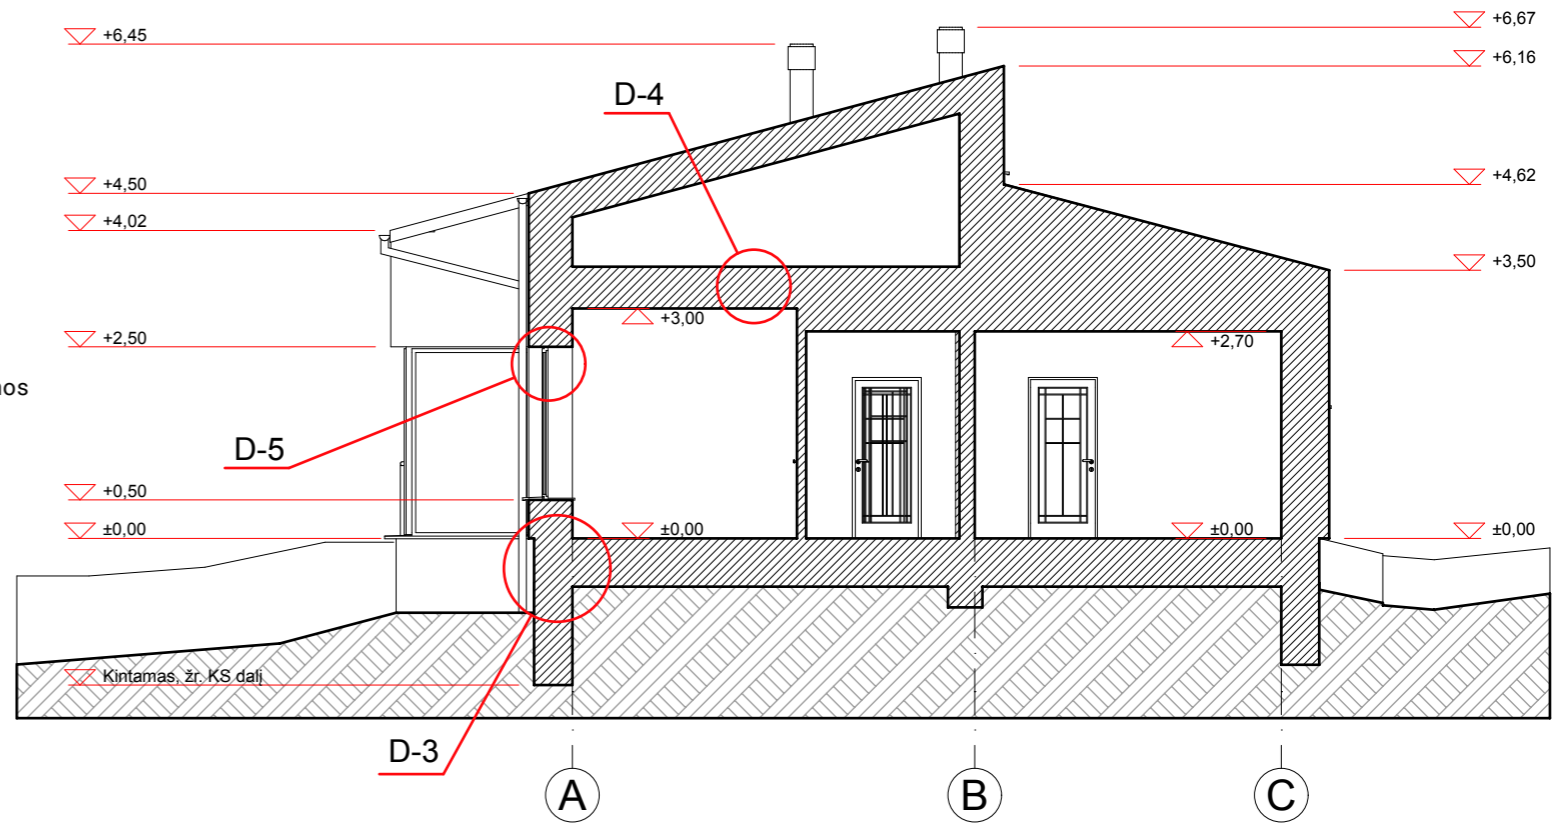 +6,67
+6,45
+6,16
D-4
+4,50
+4,62
+4,02
+3,50
+3,00
+2,50
+2,70
os
D-5
+0,50
±0,00
±0,00
±0,00
±0,00
Kintamas, žr. KS dalį
D-3
A
B
C